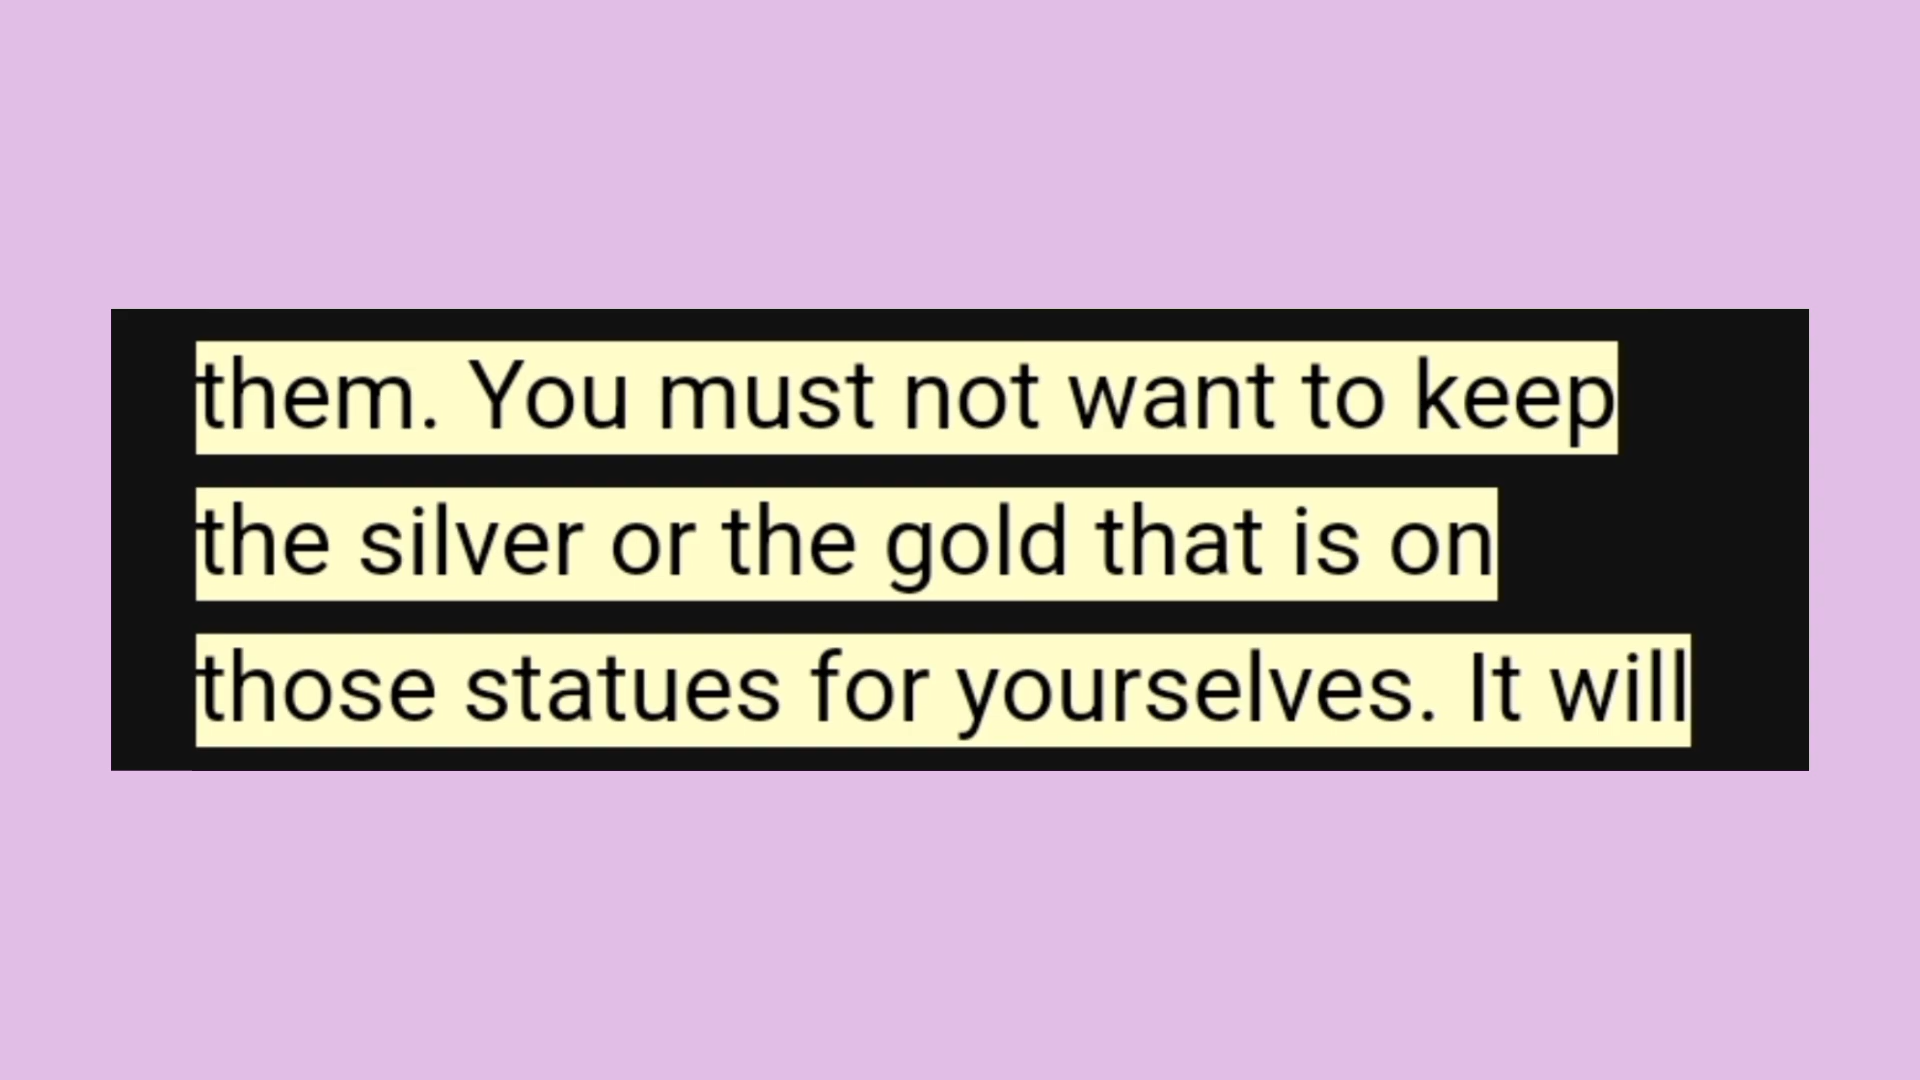 them. You must not want to keep
the silver or the gold that is on
those statues for yourselves. It will